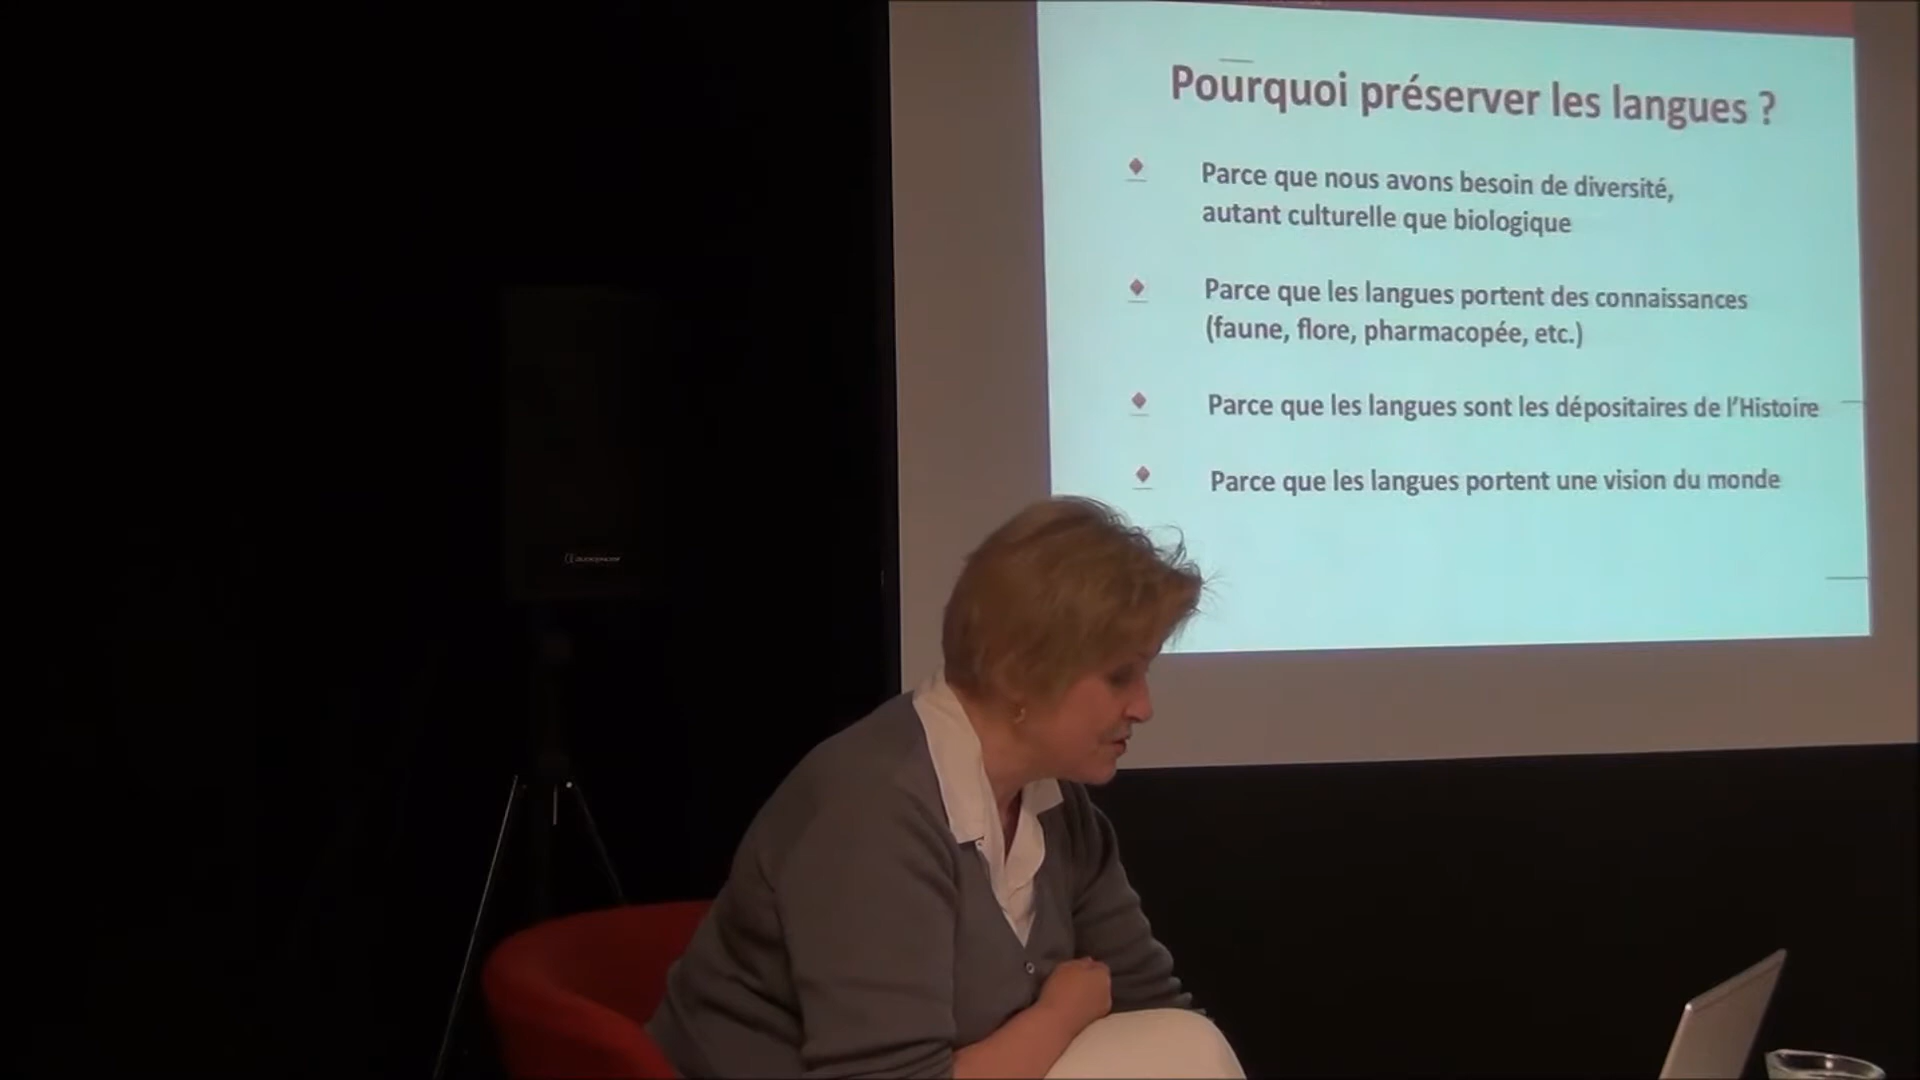 Pourquoi préserver les langues ?
Parce que nous avons besoin de diversité,
autant culturelle que biologique
Parce que les langues portent des connaissances
(faune, flore, pharmacopée, etc.)
Parce que les langues sont les dépositaires de l’Histoire
Parce que les langues portent une vision du monde